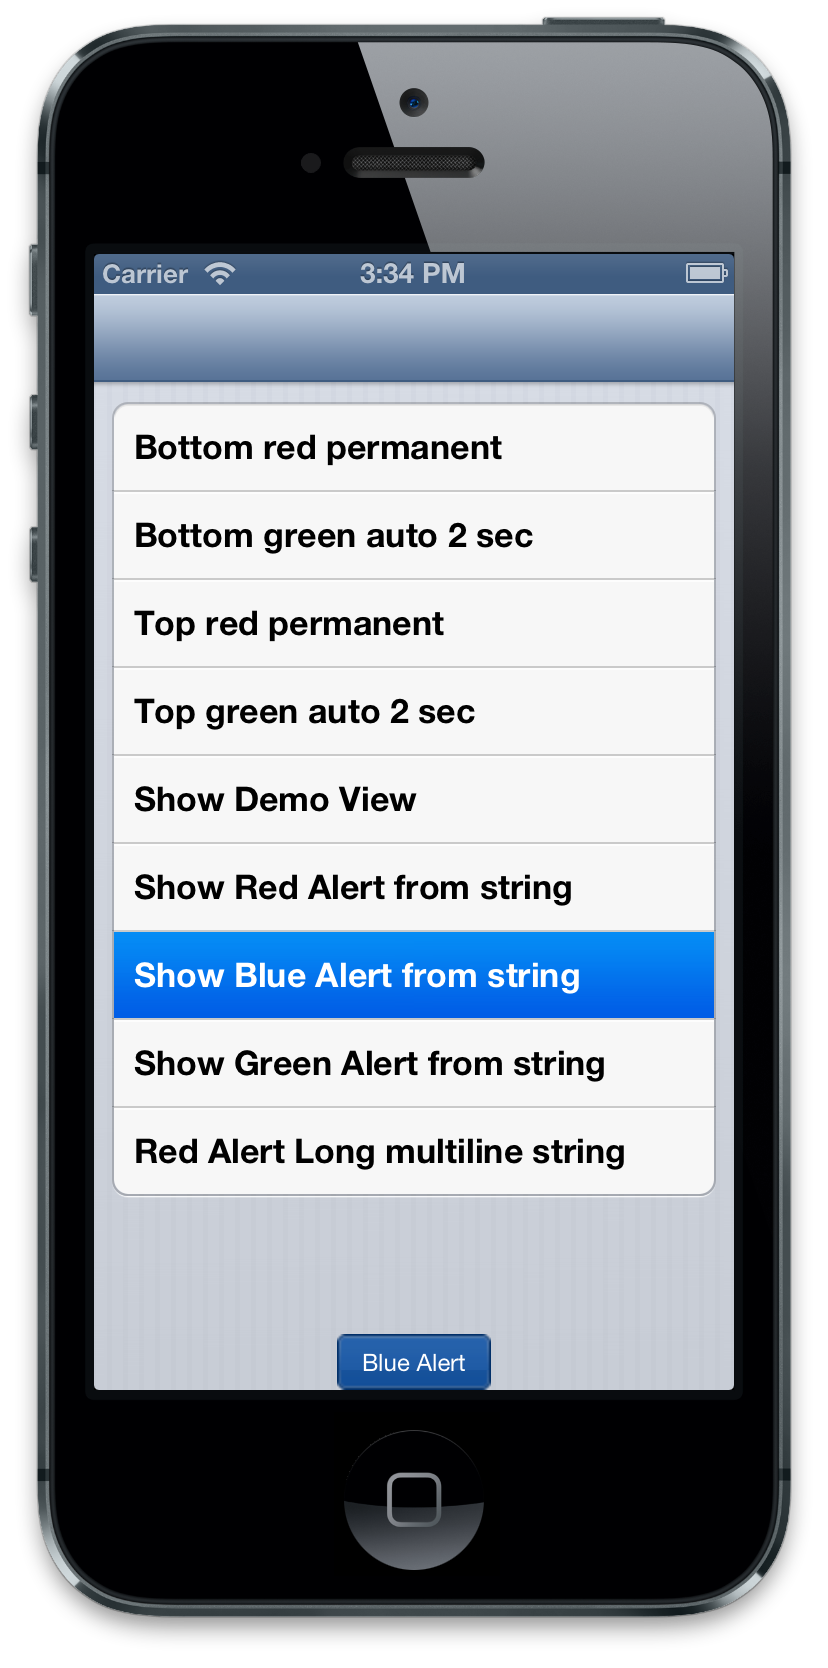 Carrier 3:34 PM
Bottom red permanent
Bottom green auto 2 sec
Top red permanent
Top green auto 2 sec
Show Demo View
Show Red Alert from string
Show Blue Alert from string
Show Green Alert from string
Red Alert Long multiline string
Blue Alert